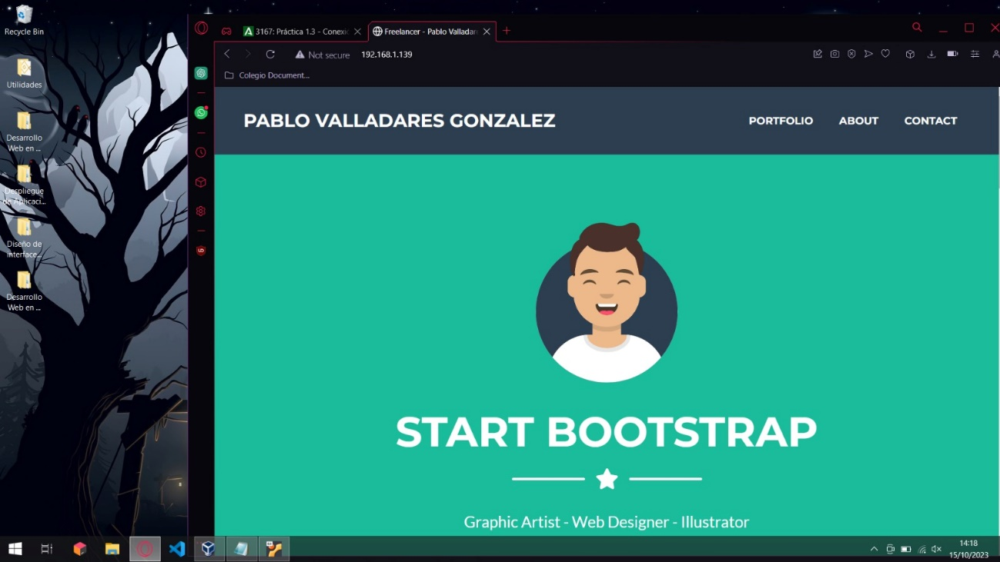 Recycle Bin
Utilidades
Desarrollo
Web en ...
Despliegue
de Aplicaci...
Diseño de
interface...
Desarrollo
Web en ...
3167: Práctica 1.3 - Conexi
Freelancer - Pablo Valladar
Not secure
192.168.1.139
Colegio Document...
PABLO VALLADARES GONZALEZ
PORTFOLIO
ABOUT
CONTACT
START BOOTSTRAP
Graphic Artist - Web Designer - Illustrator
14:18
15/10/2023